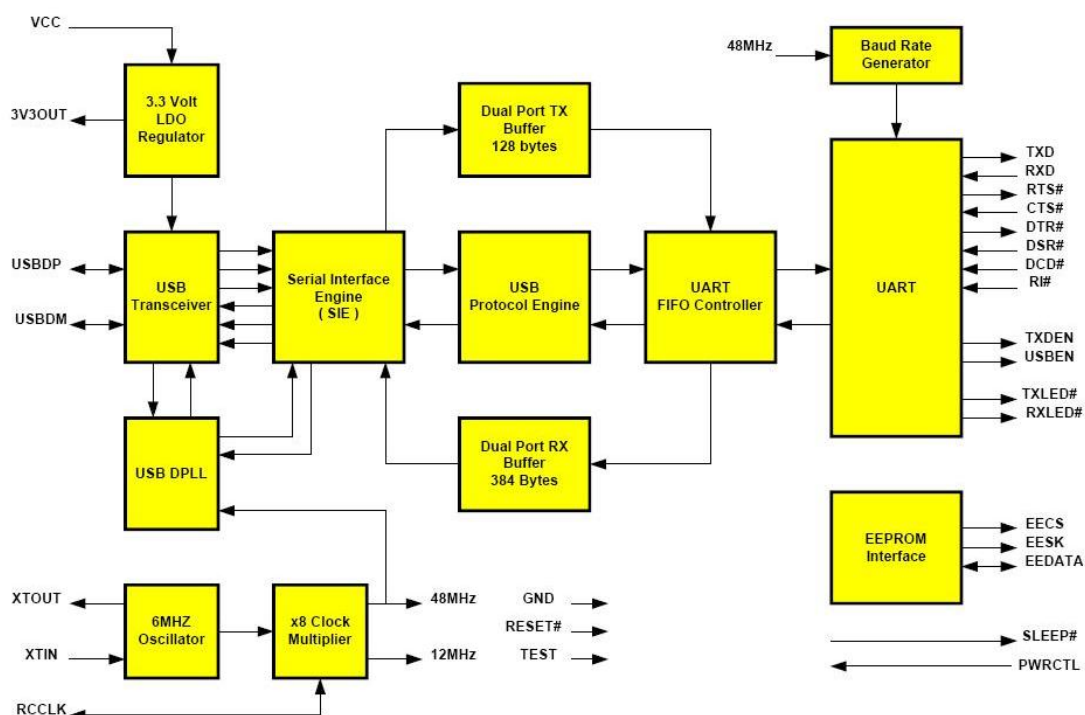 VCC
48MHz
Baud Rate
Generator
3V3OUT
3.3 Volt
LDO
Regulator
Dual Port TX
Buffer
128 bytes
TXD
RXD
RTS#
CTS#
DTR#
DSR#
DCD#
RI#
TXDEN
USBEN
TXLED#
RXLED#
USBDP
USBDM
USB
Transceiver
Serial Interface
Engine
( SIE )
USB
Protocol Engine
UART
FIFO Controller
UART
USB DPLL
Dual Port RX
Buffer
384 Bytes
EEPROM
Interface
EECS
EESK
EEDATA
XTOUT
XTIN
6MHZ
Oscillator
x8 Clock
Multiplier
48MHz
12MHz
GND
RESET#
TEST
SLEEP#
PWRCTL
RCCLK